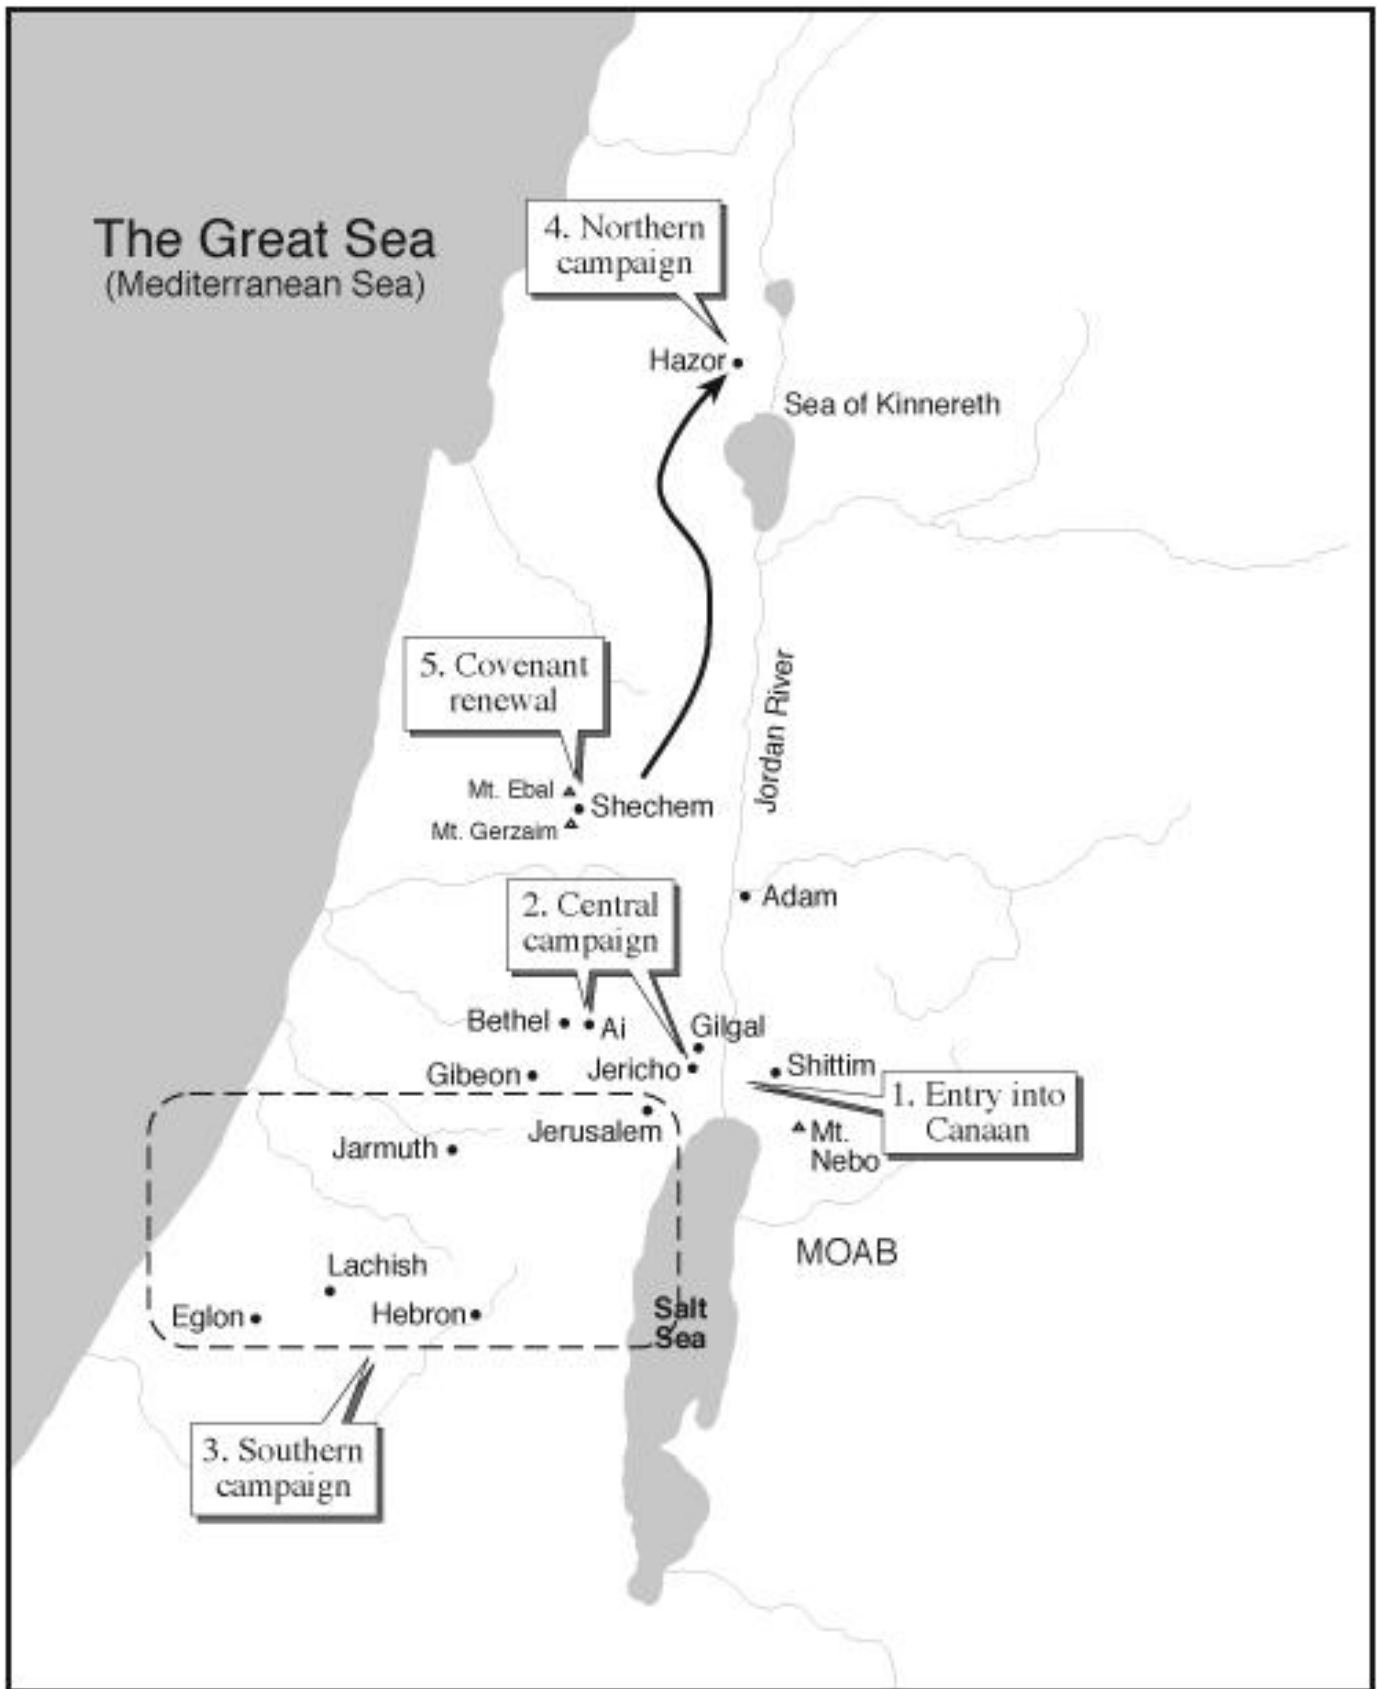 The Great Sea
(Mediterranean Sea)
4. Northern
campaign
Hazor
Sea of Kinnereth
5. Covenant
renewal
Jordan River
Mt. Ebal
Shechem
Mt. Gerzaim
2. Central
campaign
Adam
Bethel
Ai
Gilgal
Gibeon
Jericho
Shittim
1. Entry into
Canaan
Jerusalem
Mt.
Nebo
Jarmuth
MOAB
Lachish
Eglon
Hebron
Salt
Sea
3. Southern
campaign